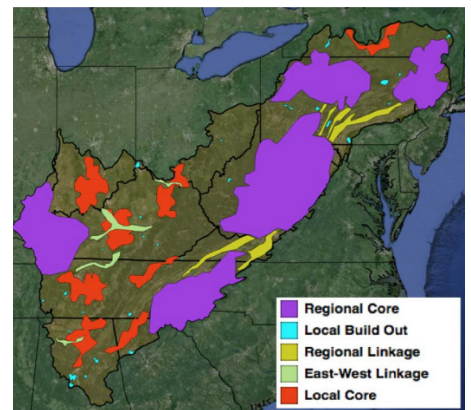 Regional Core
Local Build Out
Regional Linkage
East-West Linkage
Local Core